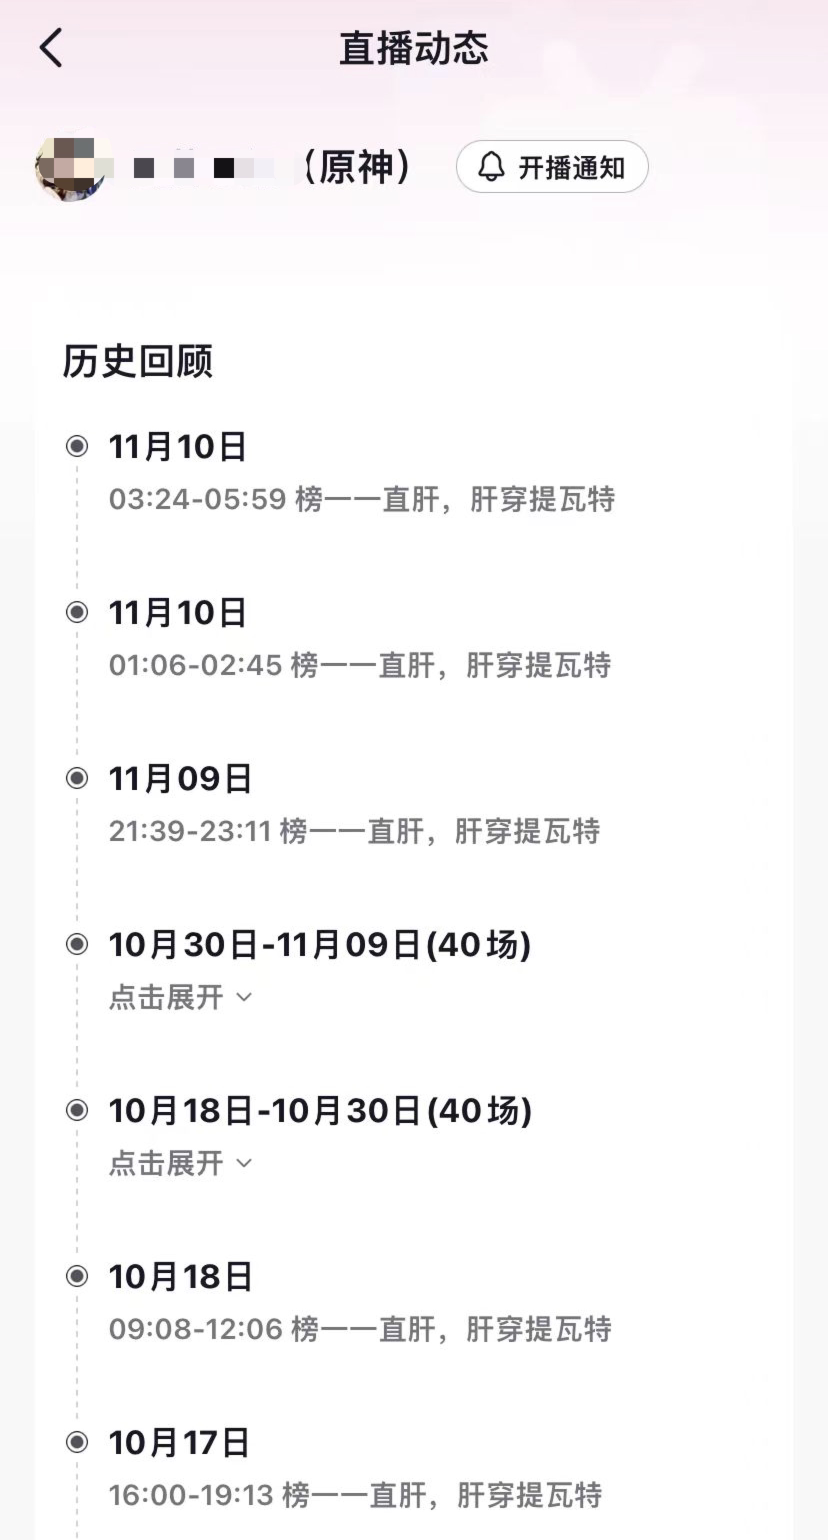 直播动态
（原神）
开播通知
历史回顾
11月10日
03:24-05:59 榜一一直肝，肝穿提瓦特
11月10日
01:06-02:45 榜一一直肝，肝穿提瓦特
11月09日
21:39-23:11 榜一一直肝，肝穿提瓦特
10月30日-11月09日(40场)
点击展开
10月18日-10月30日(40场)
点击展开
10月18日
09:08-12:06 榜一一直肝，肝穿提瓦特
10月17日
16:00-19:13 榜一一直肝，肝穿提瓦特